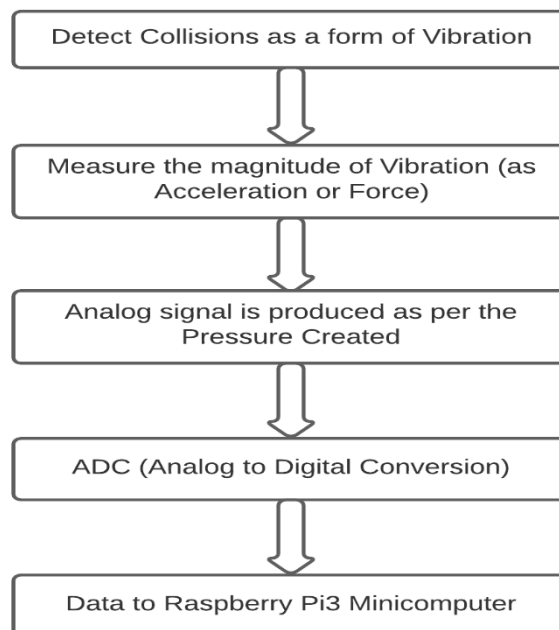 Detect Collisions as a form of Vibration
Measure the magnitude of Vibration (as
Acceleration or Force)
Analog signal is produced as per the
Pressure Created
ADC (Analog to Digital Conversion)
Data to Raspberry Pi3 Minicomputer